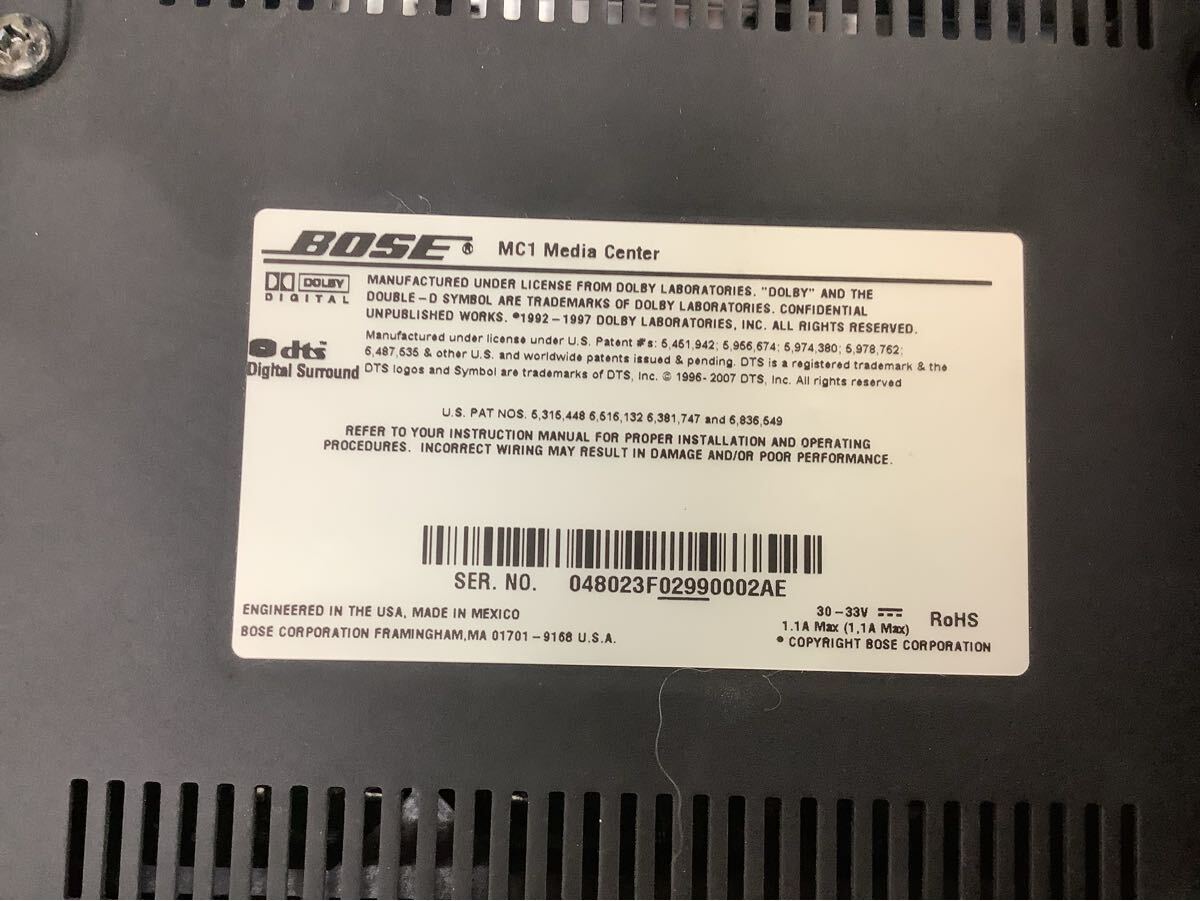 BOSE® MC1 Media Center
DOLBY
DIGITAL
MANUFACTURED UNDER LICENSE FROM DOLBY LABORATORIES. "DOLBY" AND THE
DOUBLE-D SYMBOL ARE TRADEMARKS OF DOLBY LABORATORIES. CONFIDENTIAL
UNPUBLISHED WORKS. ©1992-1997 DOLBY LABORATORIES, INC. ALL RIGHTS RESERVED.
dts™
Digital Surround
Manufactured under license under U.S. Patent #'s: 5,451,942; 5,956,674; 5,974,380; 5,978,762;
6,487,535 & other U.S. and worldwide patents issued & pending. DTS is a registered trademark & the
DTS logos and Symbol are trademarks of DTS, Inc. © 1996-2007 DTS, Inc. All rights reserved
U.S. PAT NOS. 5,315,448 6,516,132 6,381,747 and 6,836,549
REFER TO YOUR INSTRUCTION MANUAL FOR PROPER INSTALLATION AND OPERATING
PROCEDURES. INCORRECT WIRING MAY RESULT IN DAMAGE AND/OR POOR PERFORMANCE.
SER. NO. 048023F02990002AE
ENGINEERED IN THE USA, MADE IN MEXICO
BOSE CORPORATION FRAMINGHAM,MA 01701-9168 U.S.A.
30-33V
1.1A Max (1,1A Max)
RoHS
© COPYRIGHT BOSE CORPORATION